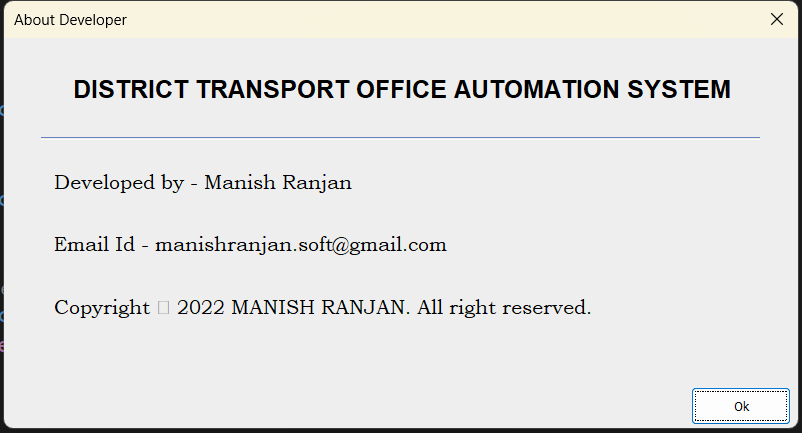 About Developer
DISTRICT TRANSPORT OFFICE AUTOMATION SYSTEM
Developed by - Manish Ranjan
Email Id - manishranjan.soft@gmail.com
Copyright □ 2022 MANISH RANJAN. All right reserved.
Ok